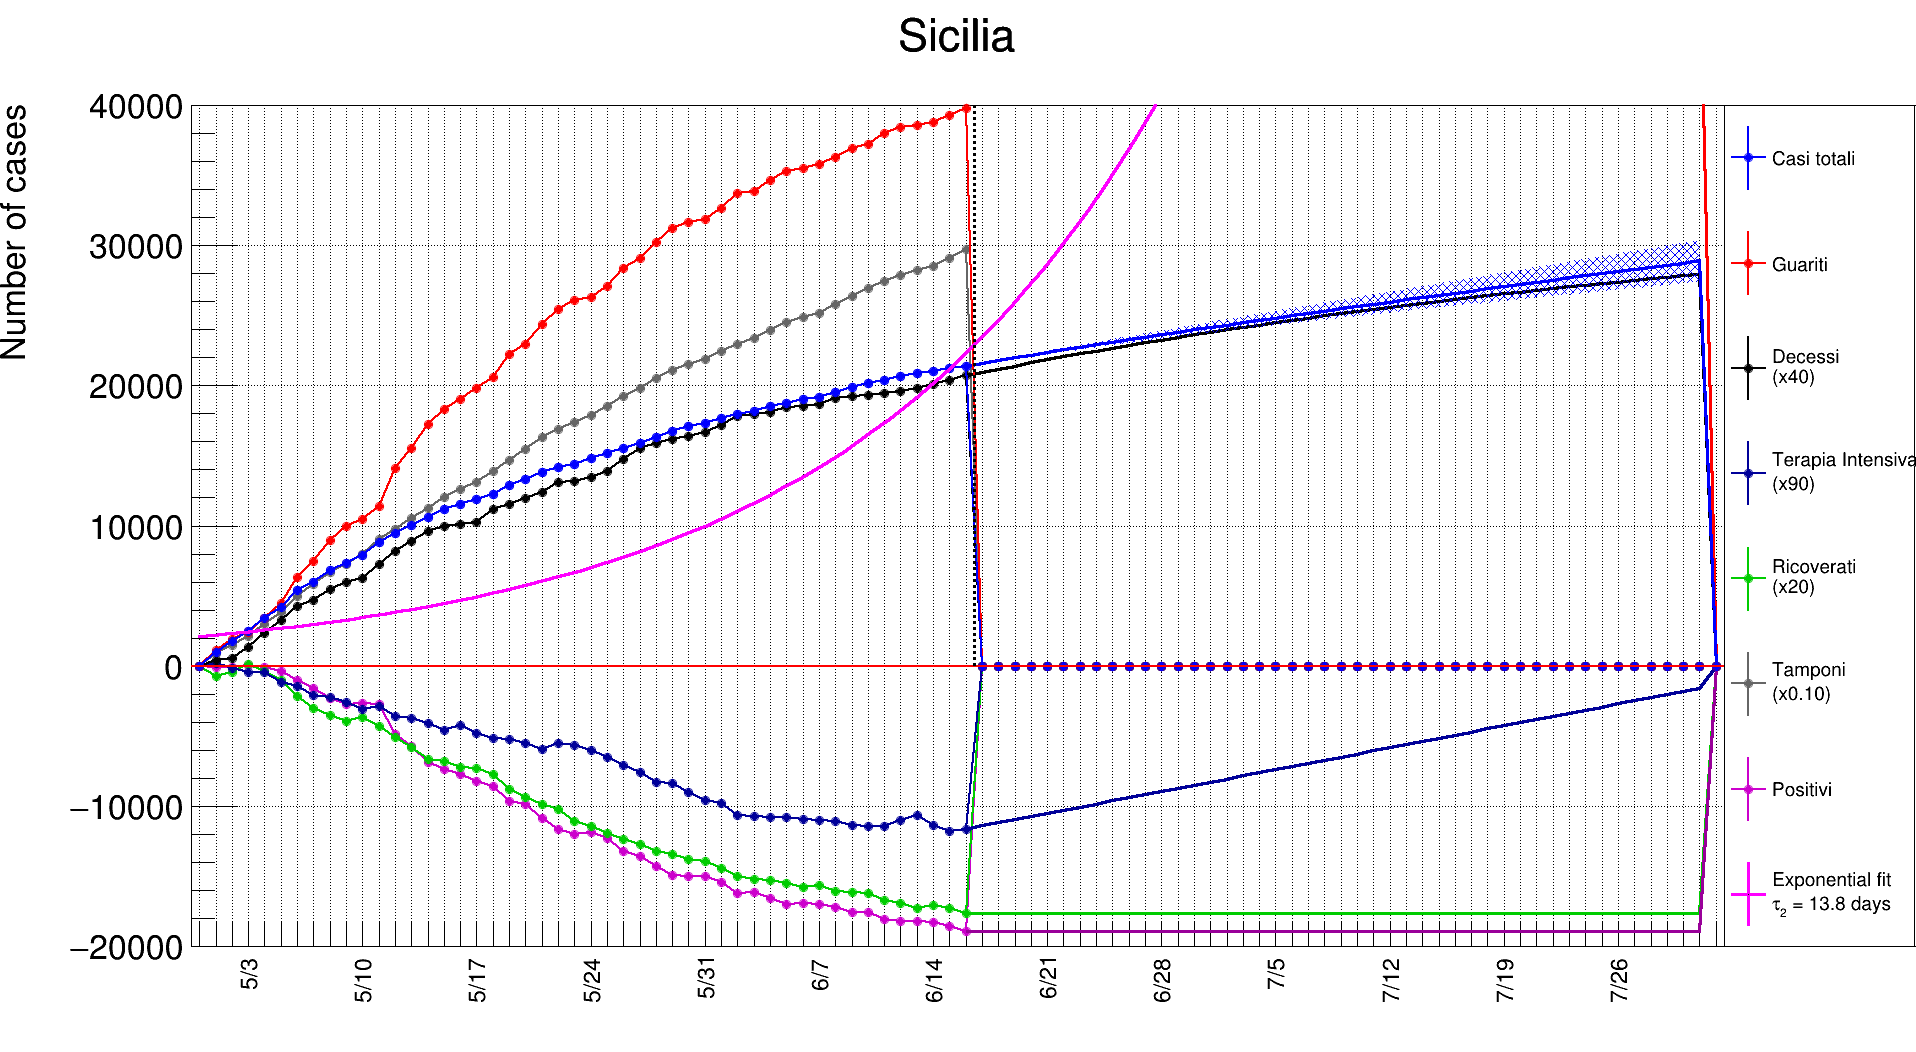 Sicilia
Number of cases
40000
30000
20000
10000
0
−10000
−20000
5/3
5/10
5/17
5/24
5/31
6/7
6/14
6/21
6/28
7/5
7/12
7/19
7/26
Casi totali
Guariti
Decessi
(x40)
Terapia Intensiva
(x90)
Ricoverati
(x20)
Tamponi
(x0.10)
Positivi
Exponential fit
τ2 = 13.8 days